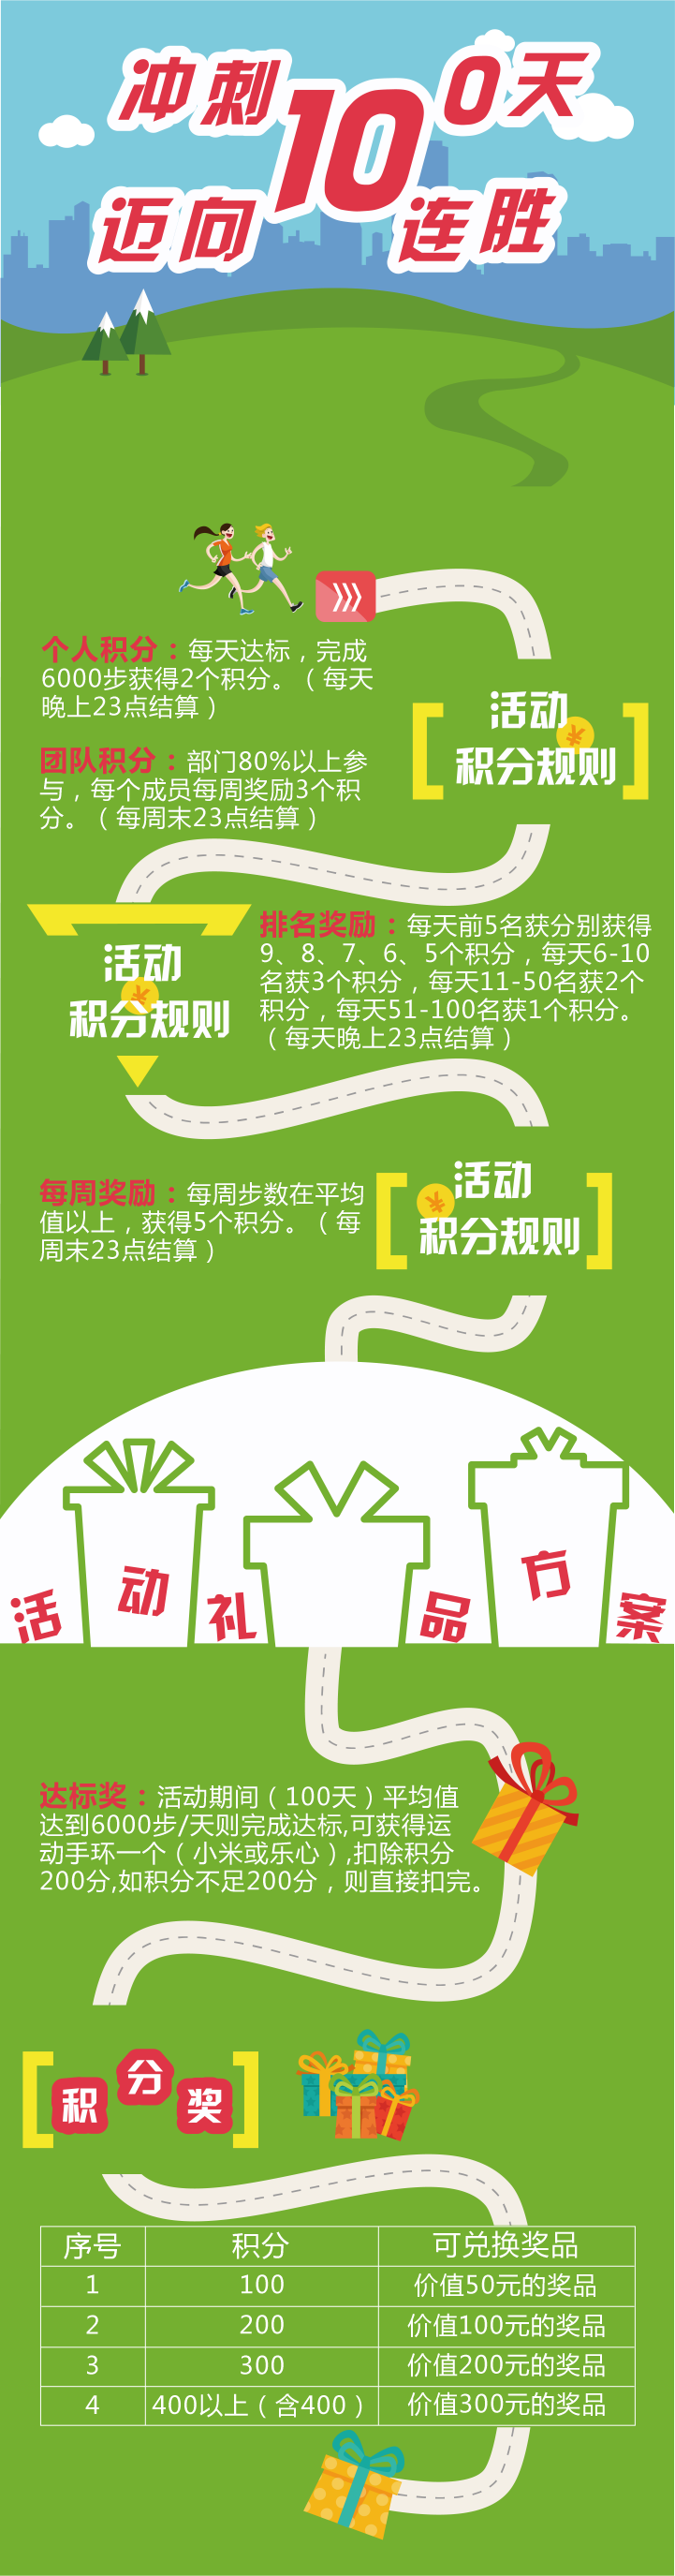 冲刺100天
迈向10连胜
个人积分：每天达标，完成
6000步获得2个积分。（每天
晚上23点结算）
活动
积分规则
团队积分：部门80%以上参
与，每个成员每周奖励3个积
分。（每周末23点结算）
活动
积分规则
排名奖励：每天前5名获分别获得
9、8、7、6、5个积分，每天6-10
名获3个积分，每天11-50名获2个
积分，每天51-100名获1个积分。
（每天晚上23点结算）
每周奖励：每周步数在平均
值以上，获得5个积分。（每
周末23点结算）
活动
积分规则
活动礼品方案
达标奖：活动期间（100天）平均值
达到6000步/天则完成达标,可获得运
动手环一个（小米或乐心）,扣除积分
200分,如积分不足200分，则直接扣完。
积分奖
序号 积分 可兑换奖品
1 100 价值50元的奖品
2 200 价值100元的奖品
3 300 价值200元的奖品
4 400以上（含400） 价值300元的奖品